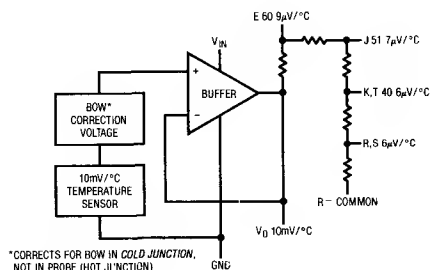 E 60 9µV/°C
J 51 7µV/°C
VIN
+
BUFFER
−
K,T 40 6µV/°C
R,S 6µV/°C
R− COMMON
BOW*
CORRECTION
VOLTAGE
10mV/°C
TEMPERATURE
SENSOR
VO 10mV/°C
*CORRECTS FOR BOW IN COLD JUNCTION,
NOT IN PROBE (HOT JUNCTION)
GND